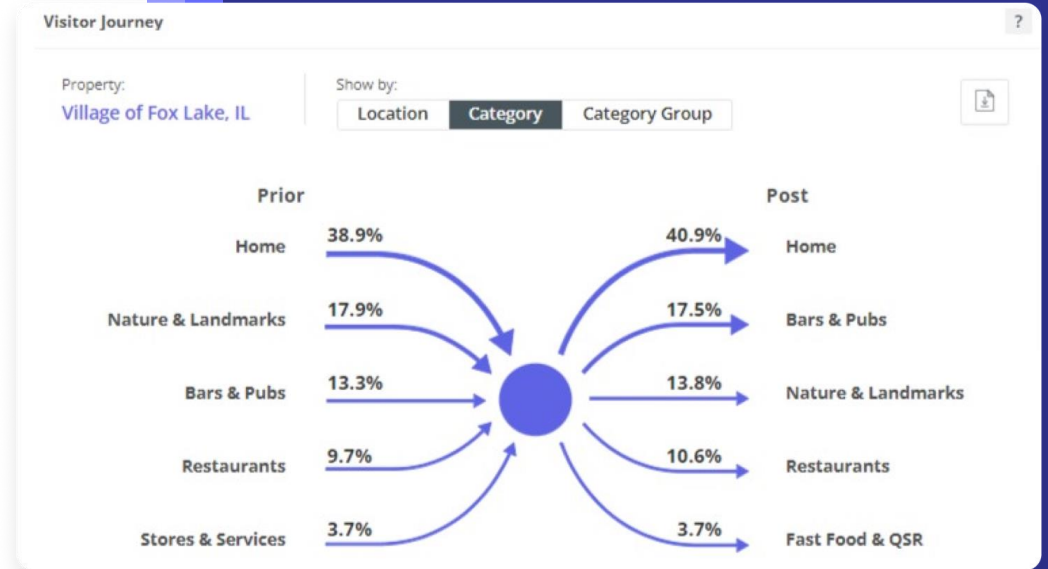 Visitor Journey
?
Property:
Village of Fox Lake, IL
Show by:
Location Category Category Group
Prior
Post
Home 38.9%
40.9% Home
Nature & Landmarks 17.9%
17.5% Bars & Pubs
Bars & Pubs 13.3%
13.8% Nature & Landmarks
Restaurants 9.7%
10.6% Restaurants
Stores & Services 3.7%
3.7% Fast Food & QSR